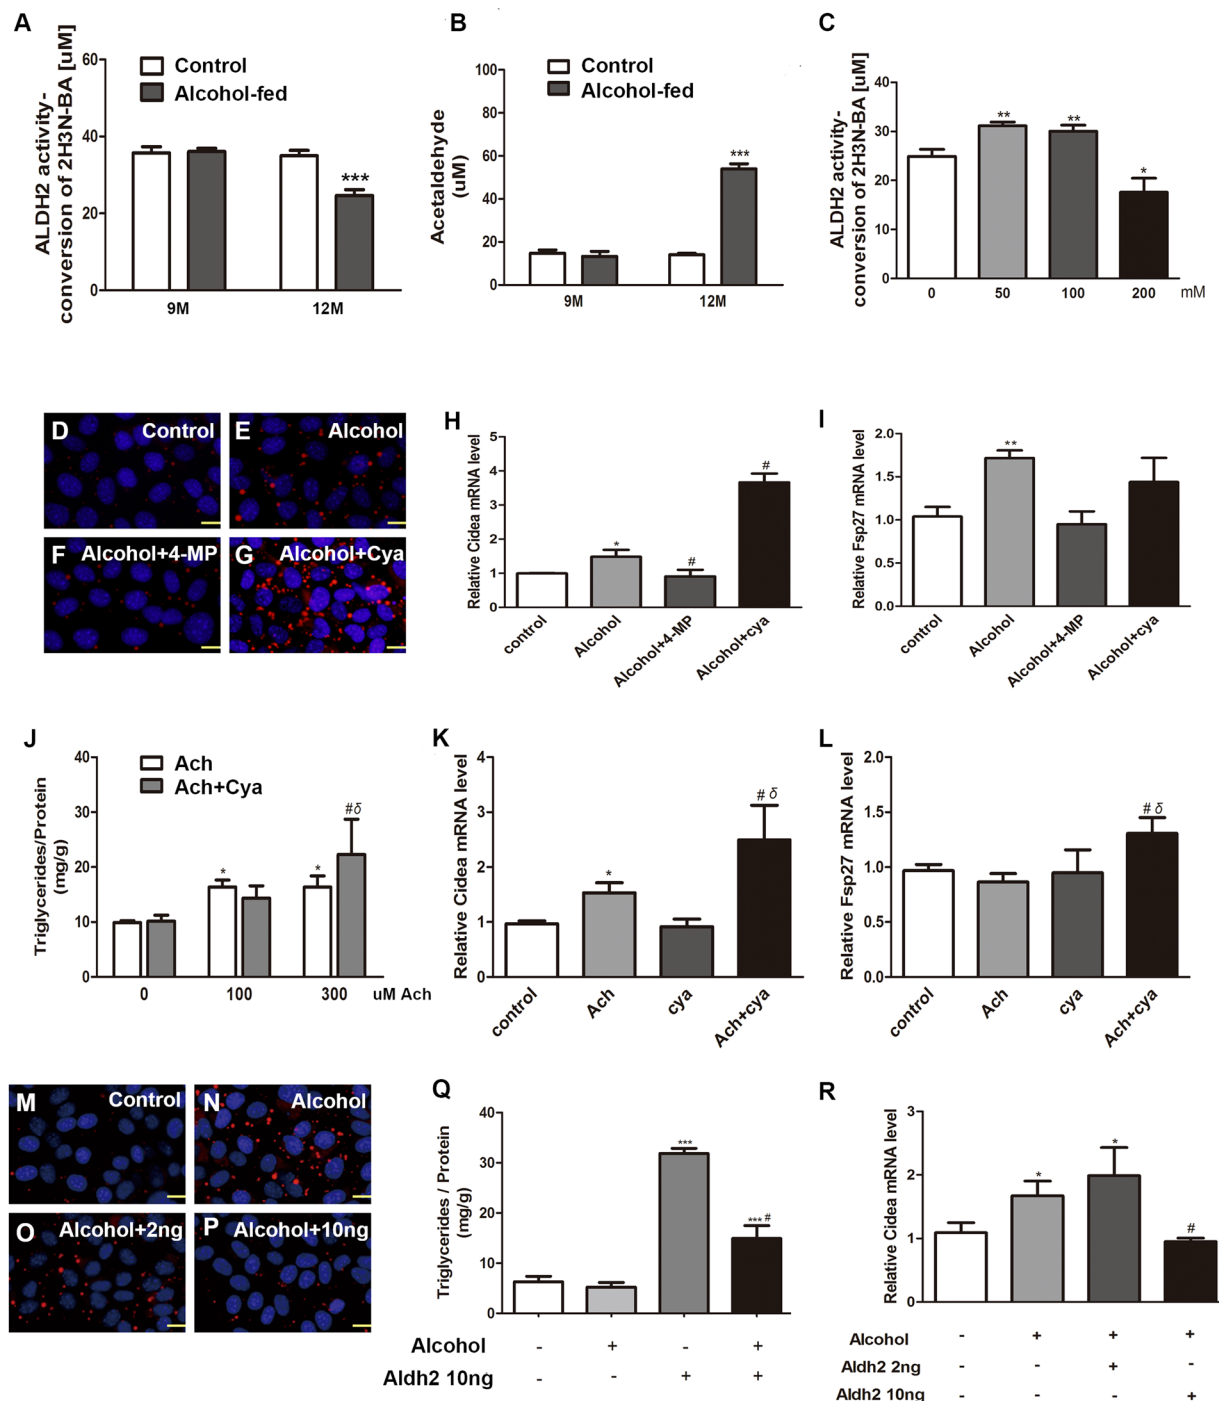 A
ALDH2 activity-
conversion of 2H3N-BA [uM]
60
40
20
0
Control
Alcohol-fed
***
9M
12M
B
Acetaldehyde
(uM)
100
80
60
40
20
0
Control
Alcohol-fed
***
9M
12M
C
ALDH2 activity-
conversion of 2H3N-BA [uM]
40
30
20
10
0
**
**
*
0
50
100
200
mM
D
Control
E
Alcohol
F
Alcohol+4-MP
G
Alcohol+Cya
H
Relative Cidea mRNA level
5
4
3
2
1
0
*
#
#
control
Alcohol
Alcohol+4-MP
Alcohol+cya
I
Relative Fsp27 mRNA level
2.0
1.5
1.0
0.5
0.0
**
control
Alcohol
Alcohol+4-MP
Alcohol+cya
J
Triglycerides/Protein
(mg/g)
40
30
20
10
0
Ach
Ach+Cya
*
*
#δ
0
100
300
uM Ach
K
Relative Cidea mRNA level
4
3
2
1
0
*
# δ
control
Ach
cya
Ach+cya
L
Relative Fsp27 mRNA level
2.0
1.5
1.0
0.5
0.0
# δ
control
Ach
cya
Ach+cya
M
Control
N
Alcohol
O
Alcohol+2ng
P
Alcohol+10ng
Q
Triglycerides / Protein
(mg/g)
40
30
20
10
0
***
*** #
Alcohol - + - +
Aldh2 10ng - - + +
R
Relative Cidea mRNA level
3
2
1
0
*
*
#
Alcohol - + + +
Aldh2 2ng - - + -
Aldh2 10ng - - - +